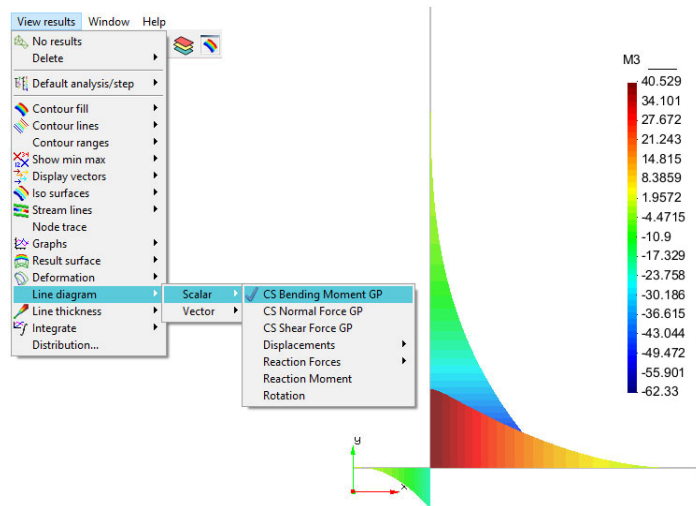 View results Window Help
No results
Delete
Default analysis/step
Contour fill
Contour lines
Contour ranges
Show min max
Display vectors
Iso surfaces
Stream lines
Node trace
Graphs
Result surface
Deformation
Line diagram
Line thickness
Integrate
Distribution...
Scalar
Vector
CS Bending Moment GP
CS Normal Force GP
CS Shear Force GP
Displacements
Reaction Forces
Reaction Moment
Rotation
M3
40.529
34.101
27.672
21.243
14.815
8.3859
1.9572
-4.4715
-10.9
-17.329
-23.758
-30.186
-36.615
-43.044
-49.472
-55.901
-62.33
y
x